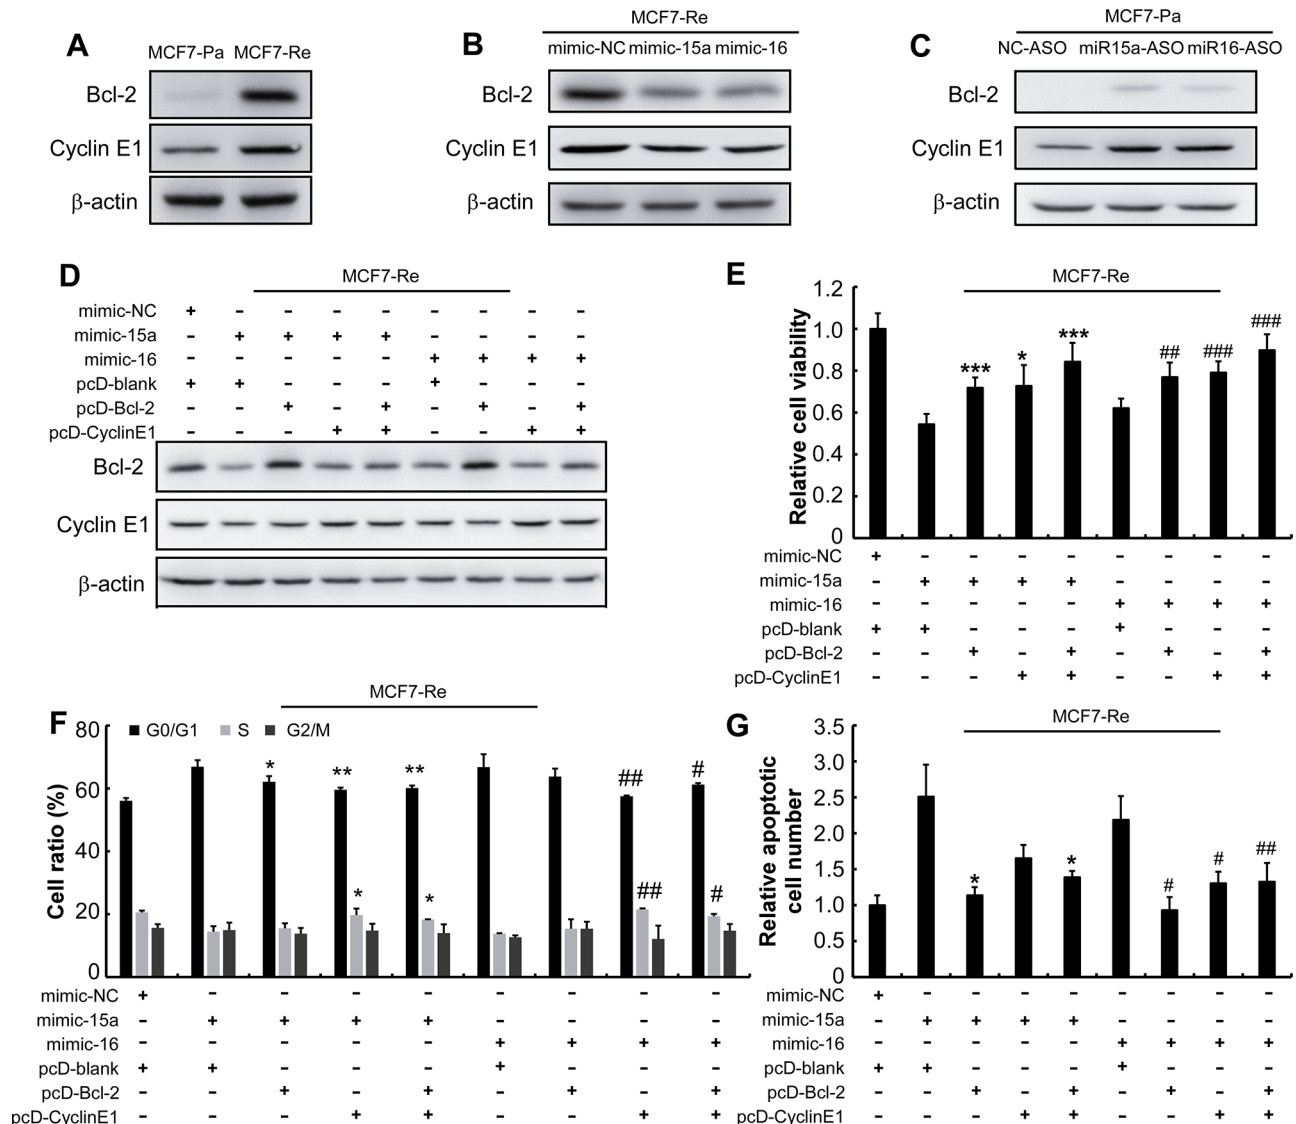 A
MCF7-Pa MCF7-Re
Bcl-2
Cyclin E1
β-actin
B
MCF7-Re
mimic-NC mimic-15a mimic-16
Bcl-2
Cyclin E1
β-actin
C
MCF7-Pa
NC-ASO miR15a-ASO miR16-ASO
Bcl-2
Cyclin E1
β-actin
D
MCF7-Re
mimic-NC + – – – – – – – –
mimic-15a – + + + + – – – –
mimic-16 – – – – – + + + +
pcD-blank + + – – – + – – –
pcD-Bcl-2 – – + – + – + – +
pcD-CyclinE1 – – – + + – – + +
Bcl-2
Cyclin E1
β-actin
E
MCF7-Re
Relative cell viability
1.2
1.0
0.8
0.6
0.4
0.2
0
*** * *** ## ### ###
mimic-NC + – – – – – – – –
mimic-15a – + + + + – – – –
mimic-16 – – – – – + + + +
pcD-blank + + – – – + – – –
pcD-Bcl-2 – – + – + – + – +
pcD-CyclinE1 – – – + + – – + +
F
MCF7-Re
G0/G1 S G2/M
Cell ratio (%)
80
60
40
20
0
* ** ** ## #
* * ## #
mimic-NC + – – – – – – – –
mimic-15a – + + + + – – – –
mimic-16 – – – – – + + + +
pcD-blank + + – – – + – – –
pcD-Bcl-2 – – + – + – + – +
pcD-CyclinE1 – – – + + – – + +
G
MCF7-Re
Relative apoptotic
cell number
3.5
3.0
2.5
2.0
1.5
1.0
0.5
0
* * # # ##
mimic-NC + – – – – – – – –
mimic-15a – + + + + – – – –
mimic-16 – – – – – + + + +
pcD-blank + + – – – + – – –
pcD-Bcl-2 – – + – + – + – +
pcD-CyclinE1 – – – + + – – + +